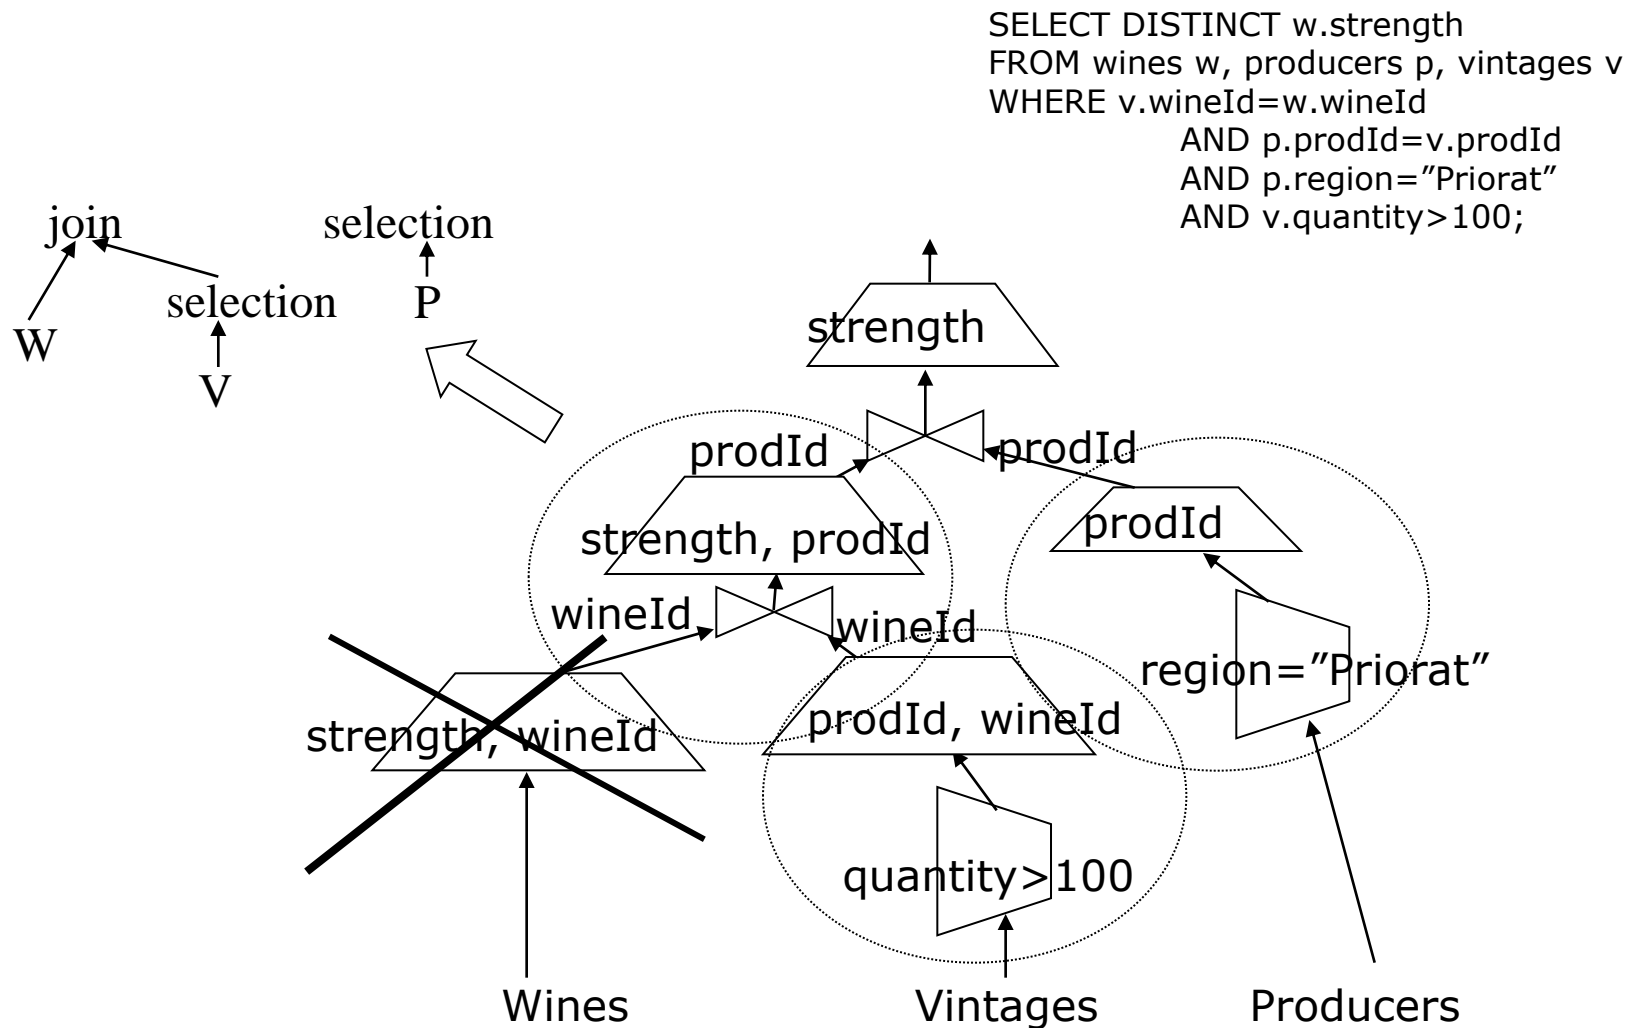 SELECT DISTINCT w.strength
FROM wines w, producers p, vintages v
WHERE v.wineId=w.wineId
AND p.prodId=v.prodId
AND p.region=”Priorat”
AND v.quantity>100;
join
selection
selection
P
W
V
strength
prodId
prodId
strength, prodId
prodId
wineId
wineId
region=”Priorat”
strength, wineId
prodId, wineId
quantity>100
Wines
Vintages
Producers